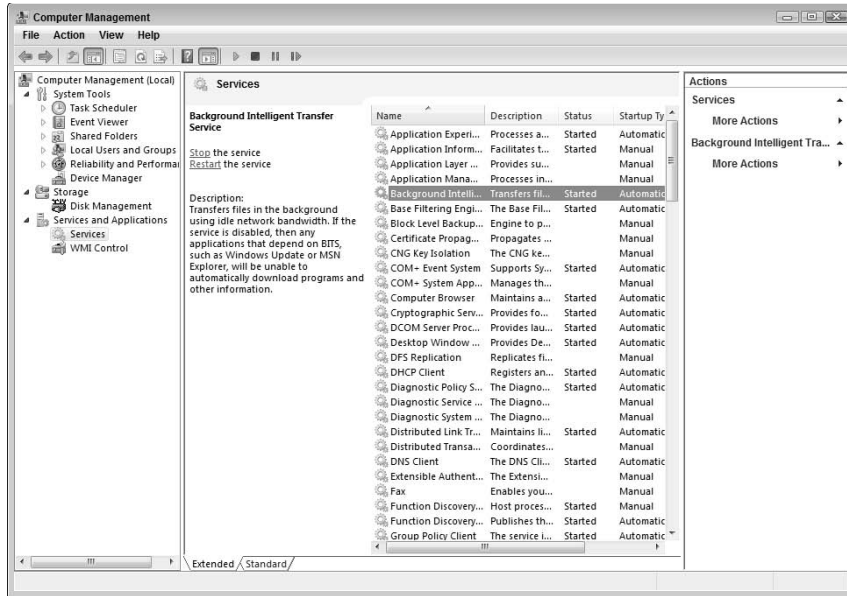 Computer Management
File Action View Help
Computer Management (Local)
System Tools
Task Scheduler
Event Viewer
Shared Folders
Local Users and Groups
Reliability and Performa
Device Manager
Storage
Disk Management
Services and Applications
Services
WMI Control
Services
Background Intelligent Transfer
Service
Stop the service
Restart the service
Description:
Transfers files in the background
using idle network bandwidth. If the
service is disabled, then any
applications that depend on BITS,
such as Windows Update or MSN
Explorer, will be unable to
automatically download programs and
other information.
Name Description Status Startup Ty
Application Experi... Processes a... Started Automatic
Application Inform... Facilitates t... Started Manual
Application Layer ... Provides su... Manual
Application Mana... Processes in... Manual
Background Intelli... Transfers fil... Started Automatic
Base Filtering Engi... The Base Fil... Started Automatic
Block Level Backup... Engine to p... Manual
Certificate Propag... Propagates ... Manual
CNG Key Isolation The CNG ke... Manual
COM+ Event System Supports Sy... Started Automatic
COM+ System App... Manages th... Manual
Computer Browser Maintains a... Started Automatic
Cryptographic Serv... Provides fo... Started Automatic
DCOM Server Proc... Provides lau... Started Automatic
Desktop Window ... Provides De... Started Automatic
DFS Replication Replicates fi... Manual
DHCP Client Registers an... Started Automatic
Diagnostic Policy S... The Diagno... Started Automatic
Diagnostic Service ... The Diagno... Manual
Diagnostic System ... The Diagno... Manual
Distributed Link Tr... Maintains li... Started Automatic
Distributed Transa... Coordinates... Manual
DNS Client The DNS Cli... Started Automatic
Extensible Authent... The Extensi... Manual
Fax Enables you... Manual
Function Discovery... Host proces... Started Manual
Function Discovery... Publishes th... Started Automatic
Group Policy Client The service i... Started Automatic
Extended Standard
Actions
Services
More Actions
Background Intelligent Tra...
More Actions